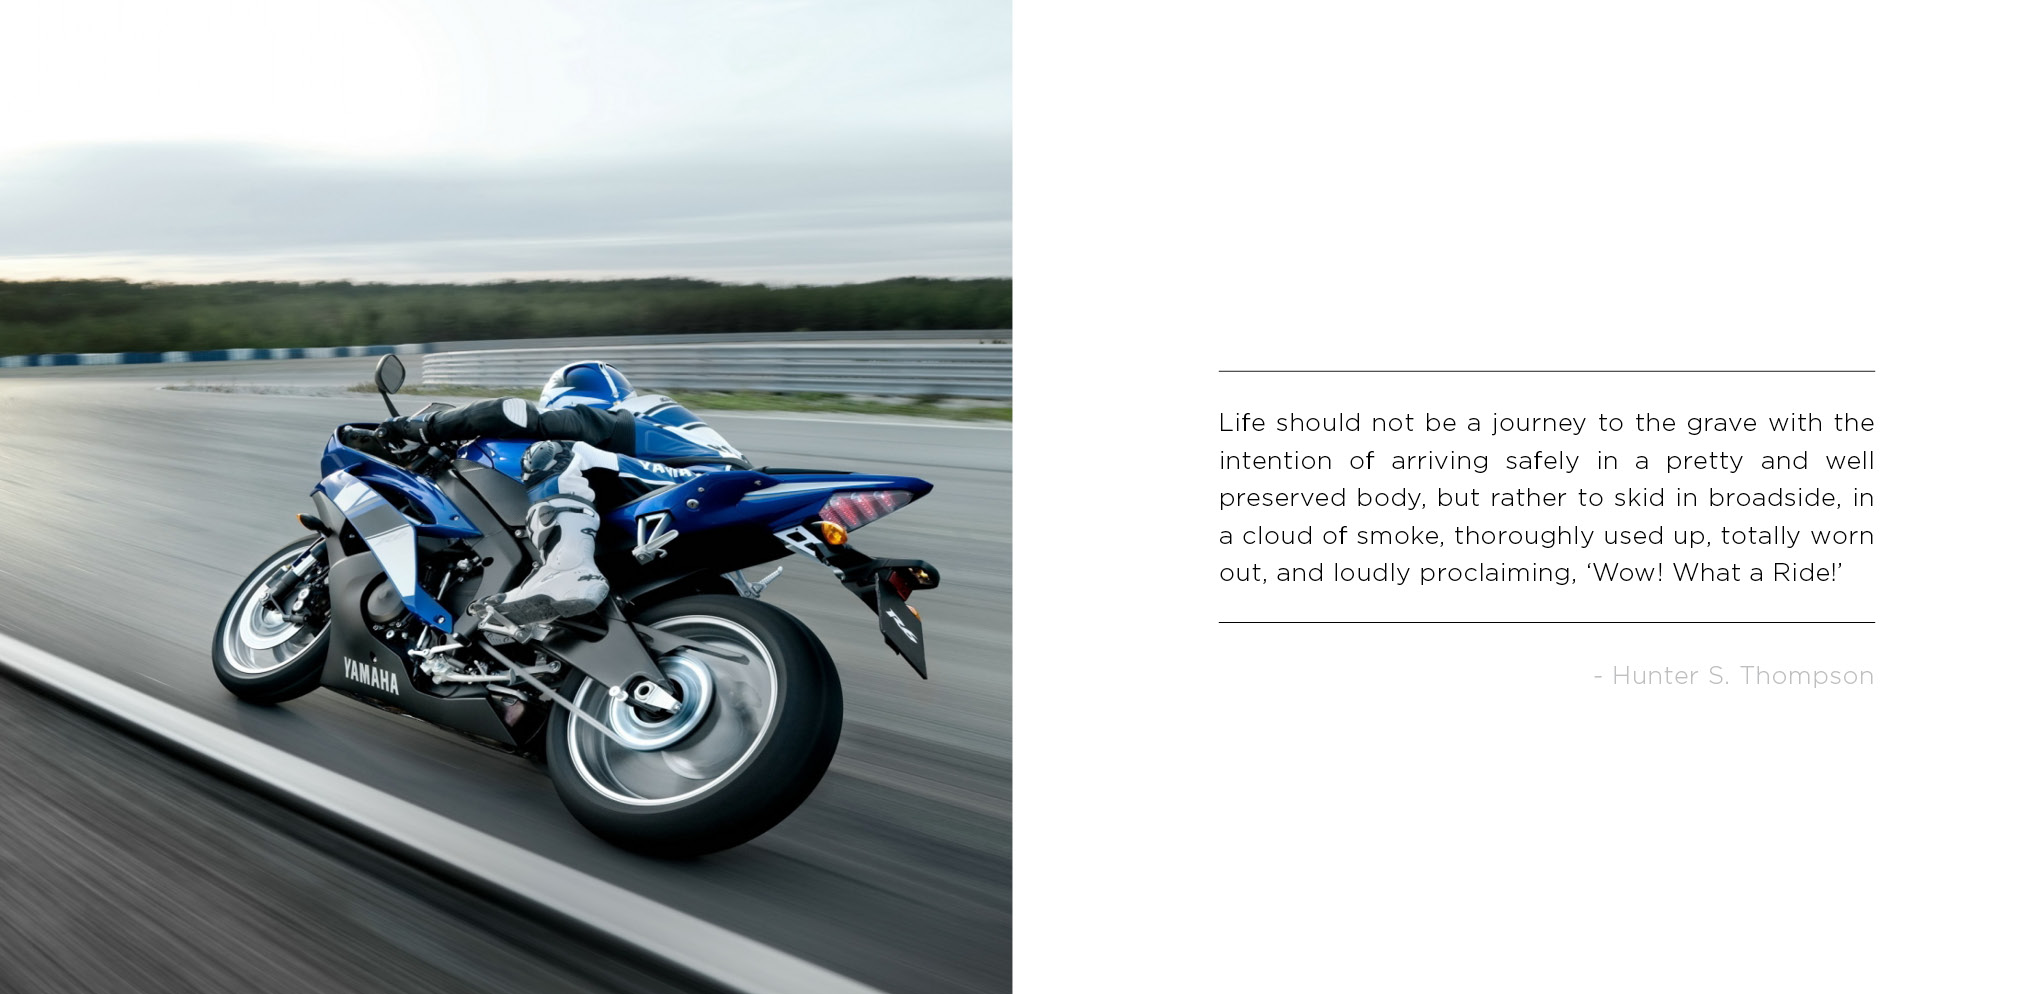 YAMAHA
R6
Life should not be a journey to the grave with the
intention of arriving safely in a pretty and well
preserved body, but rather to skid in broadside, in
a cloud of smoke, thoroughly used up, totally worn
out, and loudly proclaiming, ‘Wow! What a Ride!’
- Hunter S. Thompson